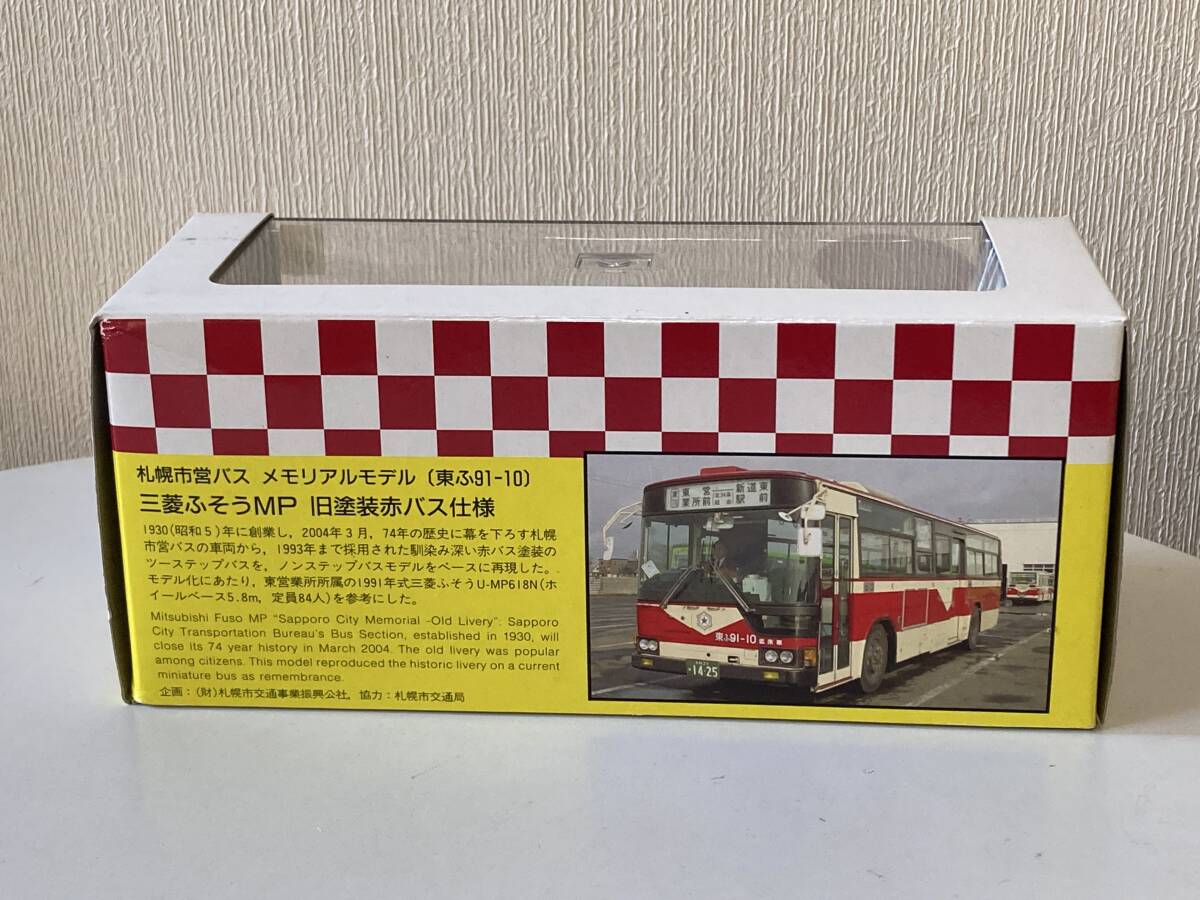 札幌市営バス メモリアルモデル〔東ふ91-10〕
三菱ふそうMP 旧塗装赤バス仕様
1930(昭和5)年に創業し，2004年3月，74年の歴史に幕を下ろす札幌
市営バスの車両から，1993年まで採用された馴染み深い赤バス塗装の
ツーステップバスを，ノンステップバスモデルをベースに再現した。
モデル化にあたり，東営業所所属の1991年式三菱ふそうU-MP618N(ホ
イールベース5.8m，定員84人)を参考にした。
Mitsubishi Fuso MP "Sapporo City Memorial -Old Livery": Sapporo
City Transportation Bureau's Bus Section, established in 1930, will
close its 74 year history in March 2004. The old livery was popular
among citizens. This model reproduced the historic livery on a current
miniature bus as remembrance.
企画：(財)札幌市交通事業振興公社，協力：札幌市交通局
東営業所前
新道東駅前
東ふ91-10
14-25